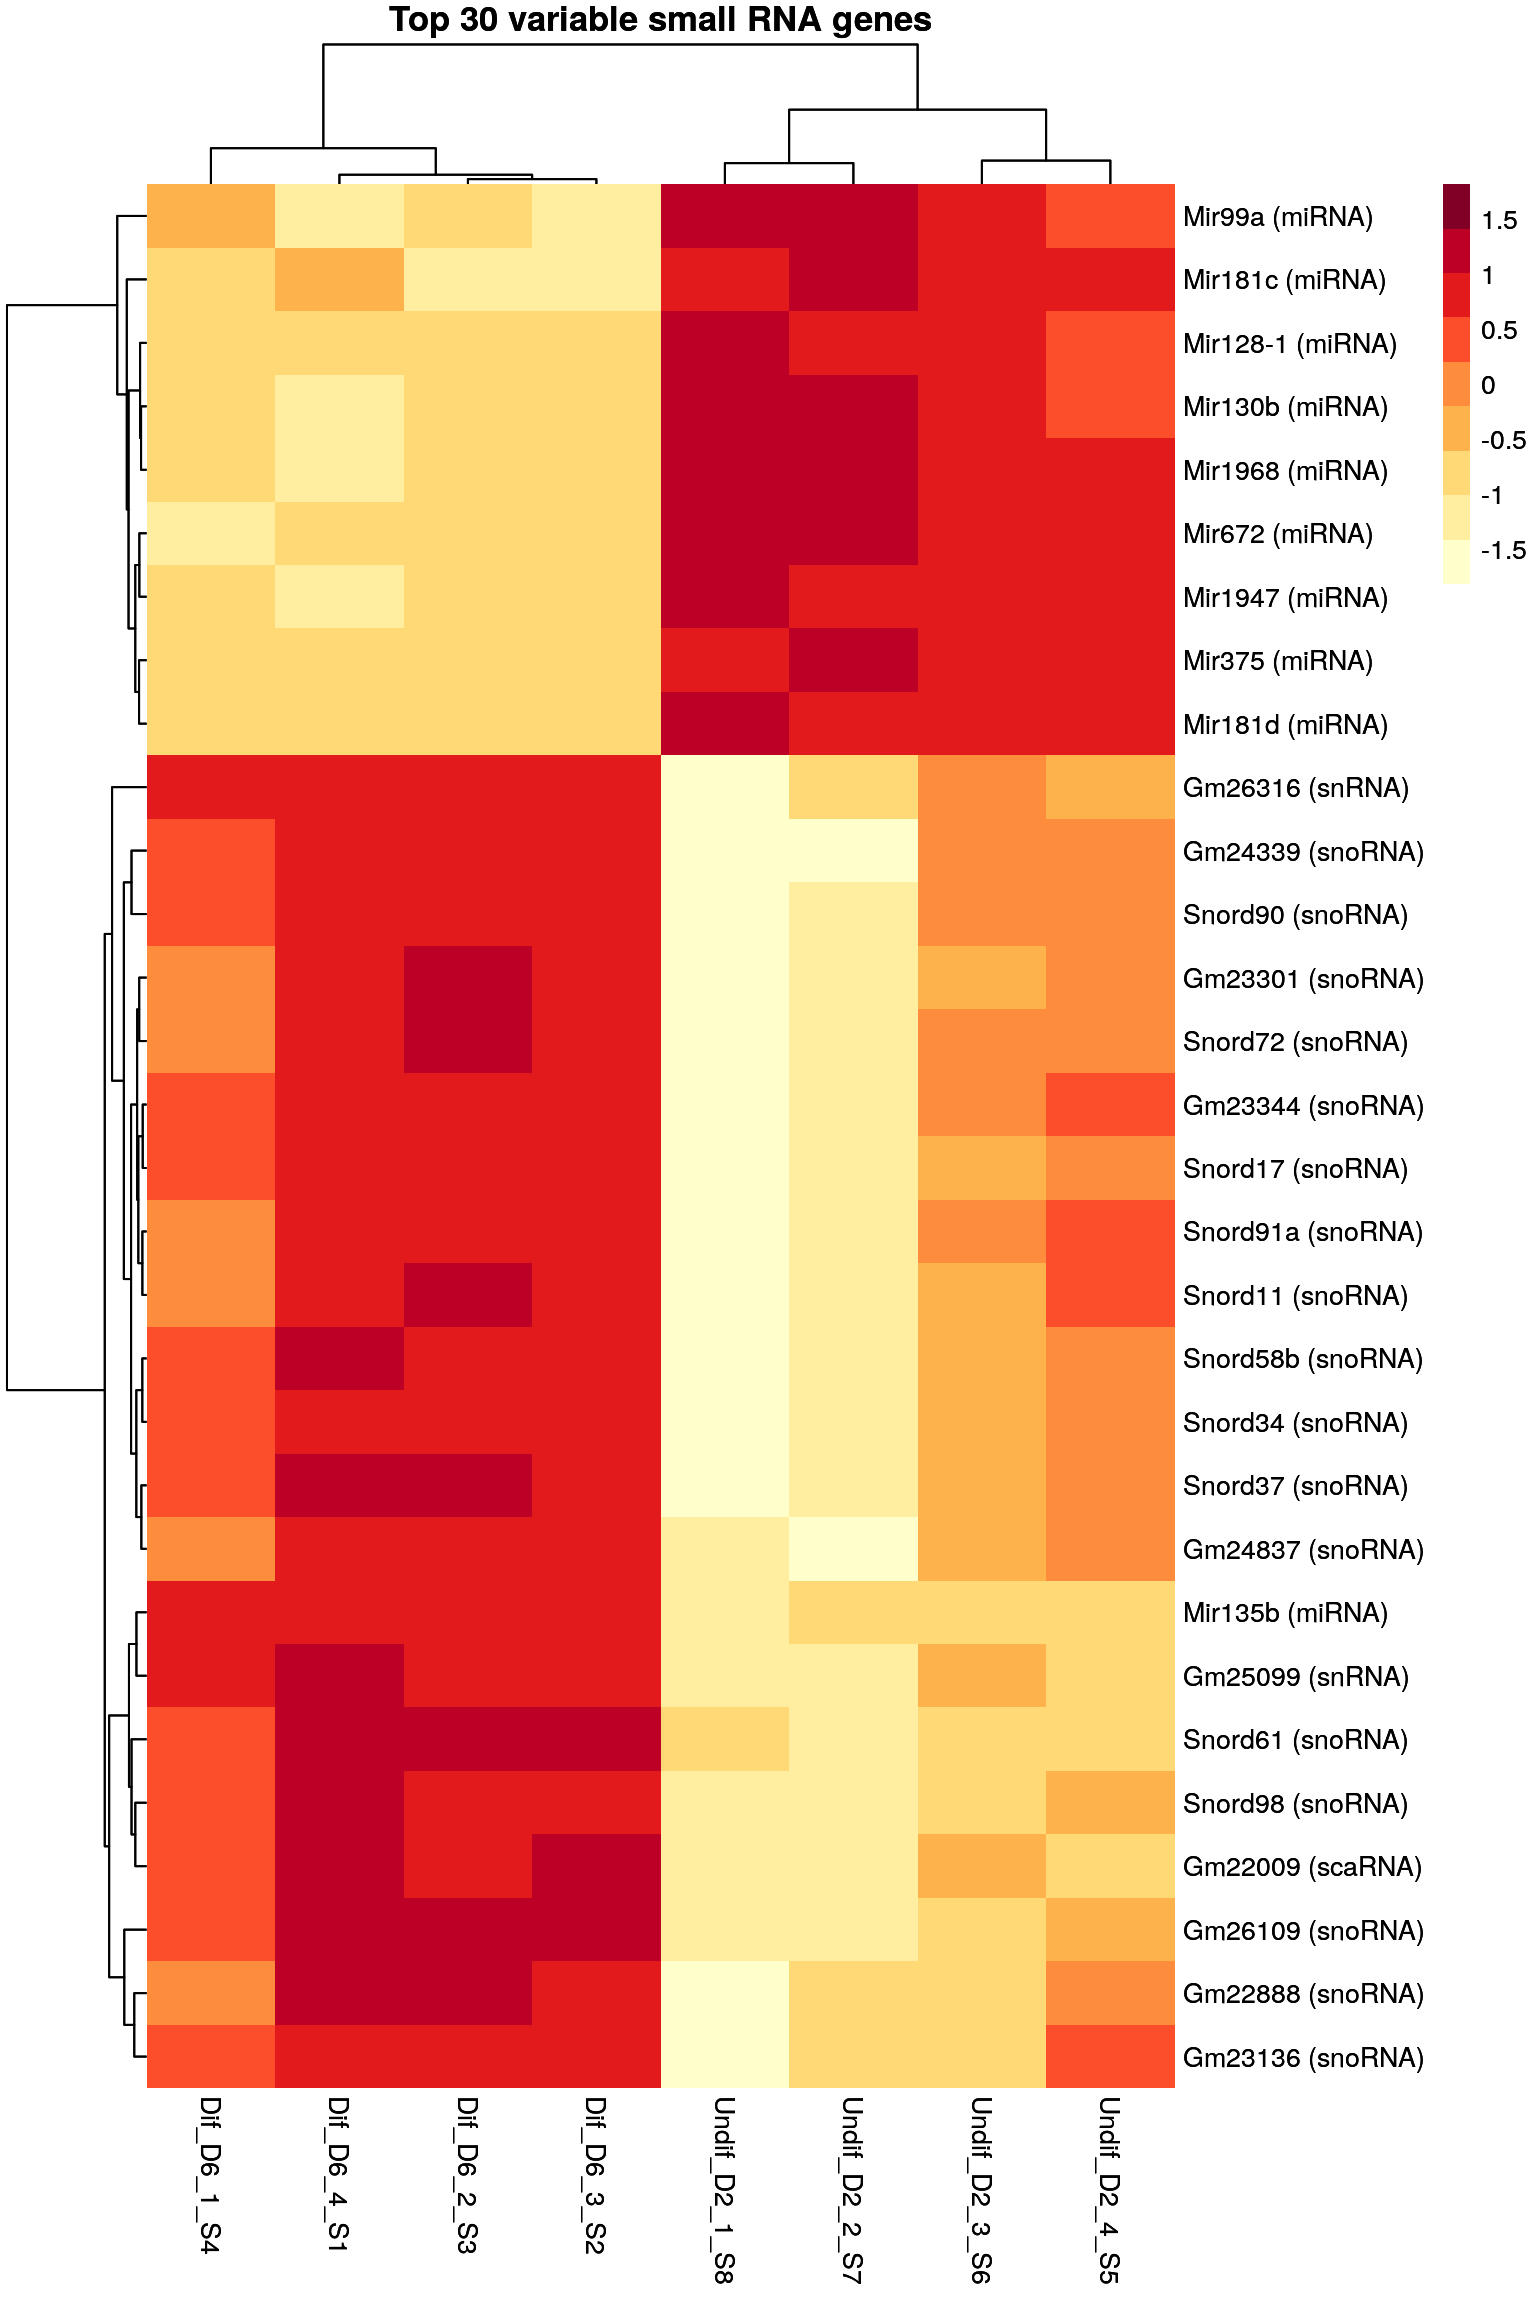 Top 30 variable small RNA genes
Mir99a (miRNA)
Mir181c (miRNA)
Mir128-1 (miRNA)
Mir130b (miRNA)
Mir1968 (miRNA)
Mir672 (miRNA)
Mir1947 (miRNA)
Mir375 (miRNA)
Mir181d (miRNA)
Gm26316 (snRNA)
Gm24339 (snoRNA)
Snord90 (snoRNA)
Gm23301 (snoRNA)
Snord72 (snoRNA)
Gm23344 (snoRNA)
Snord17 (snoRNA)
Snord91a (snoRNA)
Snord11 (snoRNA)
Snord58b (snoRNA)
Snord34 (snoRNA)
Snord37 (snoRNA)
Gm24837 (snoRNA)
Mir135b (miRNA)
Gm25099 (snRNA)
Snord61 (snoRNA)
Snord98 (snoRNA)
Gm22009 (scaRNA)
Gm26109 (snoRNA)
Gm22888 (snoRNA)
Gm23136 (snoRNA)
1.5
1
0.5
0
-0.5
-1
-1.5
Dif_D6_1_S4
Dif_D6_4_S1
Dif_D6_2_S3
Dif_D6_3_S2
Undif_D2_1_S8
Undif_D2_2_S7
Undif_D2_3_S6
Undif_D2_4_S5